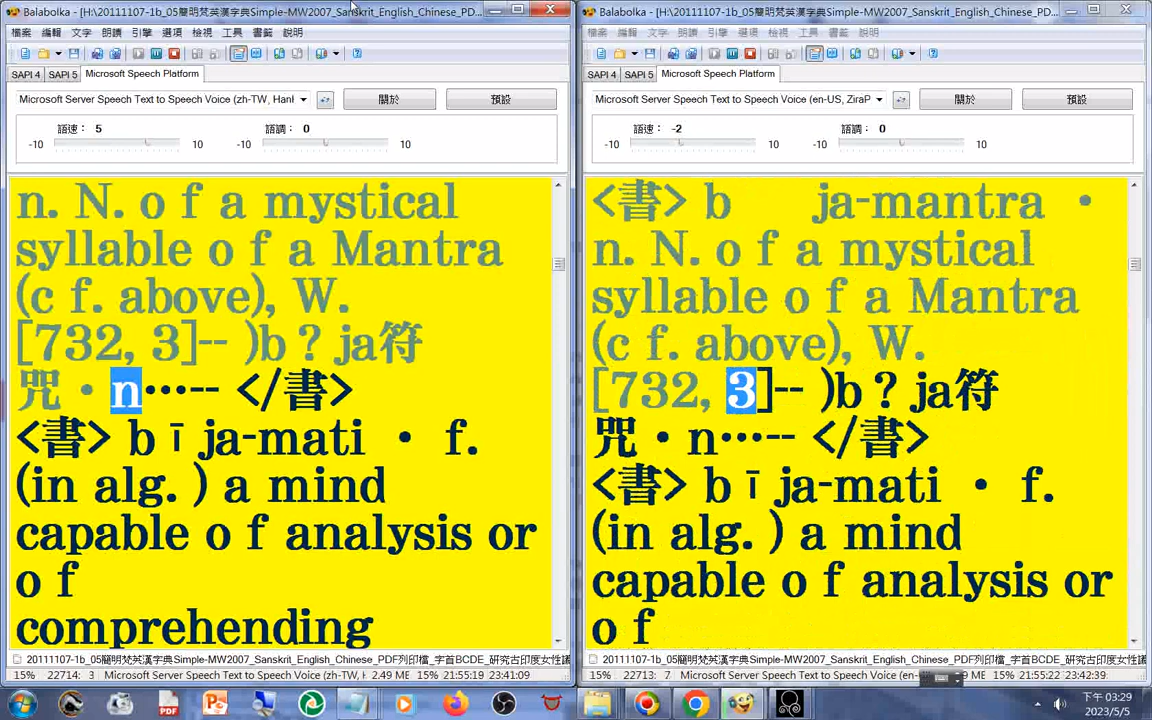 Balabolka - [H:\20111107-1b_05簡明梵英漢字典Simple-MW2007_Sanskrit_English_Chinese_PD...
檔案 編輯 文字 朗讀 引擎 選項 檢視 工具 書籤 說明
SAPI 4 SAPI 5 Microsoft Speech Platform
Microsoft Server Speech Text to Speech Voice (zh-TW, Hanl
關於 預設
語速： 5 語調： 0
-10 10 -10 10
n. N. o f a mystical
syllable o f a Mantra
(c f. above), W.
[732, 3]-- )b？ja符
咒・n…-- </書>
<書> b ī ja-mati ・ f.
(in alg. ) a mind
capable o f analysis or
o f
comprehending
20111107-1b_05簡明梵英漢字典Simple-MW2007_Sanskrit_English_Chinese_PDF列印檔_字首BCDE_研究古印度女性議
15% 22714: 3 Microsoft Server Speech Text to Speech Voice (zh-TW, H 2.49 MB 15% 21:55:19 23:41:09
Balabolka - [H:\20111107-1b_05簡明梵英漢字典Simple-MW2007_Sanskrit_English_Chinese_PD...
檔案 編輯 文字 朗讀 引擎 選項 檢視 工具 書籤 說明
SAPI 4 SAPI 5 Microsoft Speech Platform
Microsoft Server Speech Text to Speech Voice (en-US, ZiraP
關於 預設
語速： -2 語調： 0
-10 10 -10 10
<書> b ja-mantra ・
n. N. o f a mystical
syllable o f a Mantra
(c f. above), W.
[732, 3]-- )b？ja符
咒・n…-- </書>
<書> b ī ja-mati ・ f.
(in alg. ) a mind
capable o f analysis or
o f
20111107-1b_05簡明梵英漢字典Simple-MW2007_Sanskrit_English_Chinese_PDF列印檔_字首BCDE_研究古印度女性議
15% 22713: 7 Microsoft Server Speech Text to Speech Voice (en-US MB 15% 21:55:22 23:42:39
PDF
下午 03:29
2023/5/5